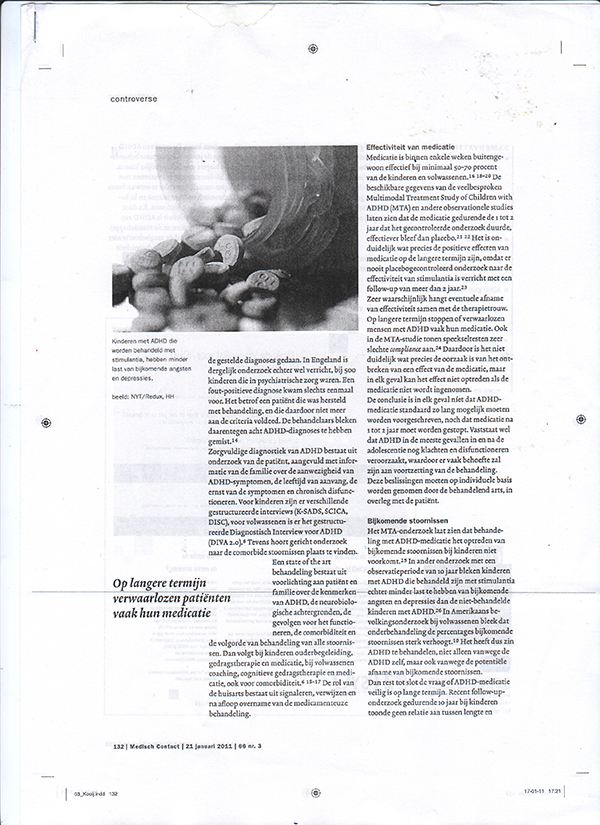 controverse
Kinderen met ADHD die
worden behandeld met
stimulantia, hebben minder
last van bijkomende angsten
en depressies.
beeld: NYT/Redux, HH
de gestelde diagnoses gedaan. In Engeland is
dergelijk onderzoek echter wel verricht, bij 500
kinderen die in psychiatrische zorg waren. Een
fout-positieve diagnose kwam slechts eenmaal
voor. Het betrof een patiënt die was hersteld
met behandeling, en die daardoor niet meer
aan de criteria voldeed. De behandelaars bleken
daarentegen acht ADHD-diagnoses te hebben
gemist.14
Zorgvuldige diagnostiek van ADHD bestaat uit
onderzoek van de patiënt, aangevuld met infor-
matie van de familie over de aanwezigheid van
ADHD-symptomen, de leeftijd van aanvang, de
ernst van de symptomen en chronisch disfunc-
tioneren. Voor kinderen zijn er verschillende
gestructureerde interviews (K-SADS, SCICA,
DISC), voor volwassenen is er het gestructu-
reerde Diagnostisch Interview voor ADHD
(DIVA 2.0).6 Tevens hoort gericht onderzoek
naar de comorbide stoornissen plaats te vinden.
Een state of the art
behandeling bestaat uit
voorlichting aan patiënt en
familie over de kenmerken
van ADHD, de neurobiolo-
gische achtergronden, de
gevolgen voor het functio-
neren, de comorbiditeit en
de volgorde van behandeling van alle stoornis-
sen. Dan volgt bij kinderen ouderbegeleiding,
gedragstherapie en medicatie, bij volwassenen
coaching, cognitieve gedragstherapie en medi-
catie, ook voor comorbiditeit.6 15-17 De rol van
de huisarts bestaat uit signaleren, verwijzen en
na afloop overname van de medicamenteuze
behandeling.
Op langere termijn
verwaarlozen patiënten
vaak hun medicatie
Effectiviteit van medicatie
Medicatie is binnen enkele weken buitenge-
woon effectief bij minimaal 50-70 procent
van de kinderen en volwassenen.16 18-20 De
beschikbare gegevens van de veelbesproken
Multimodal Treatment Study of Children with
ADHD (MTA) en andere observationele studies
laten zien dat de medicatie gedurende de 1 tot 2
jaar dat het gecontroleerde onderzoek duurde,
effectiever bleef dan placebo.21 22 Het is on-
duidelijk wat precies de positieve effecten van
medicatie op de langere termijn zijn, omdat er
nooit placebogecontroleerd onderzoek naar de
effectiviteit van stimulantia is verricht met een
follow-up van meer dan 2 jaar.23
Zeer waarschijnlijk hangt eventuele afname
van effectiviteit samen met de therapietrouw.
Op langere termijn stoppen of verwaarlozen
mensen met ADHD vaak hun medicatie. Ook
in de MTA-studie tonen speekseltesten zeer
slechte compliance aan.24 Daardoor is het niet
duidelijk wat precies de oorzaak is van het ont-
breken van een effect van de medicatie, maar
in elk geval kan het effect niet optreden als de
medicatie niet wordt ingenomen.
De conclusie is in elk geval níet dat ADHD-
medicatie standaard zo lang mogelijk moeten
worden voorgeschreven, noch dat medicatie na
1 tot 2 jaar moet worden gestopt. Vaststaat wel
dat ADHD in de meeste gevallen in en na de
adolescentie nog klachten en disfunctioneren
veroorzaakt, waardoor er vaak behoefte zal
zijn aan voortzetting van de behandeling.
Deze beslissingen moeten op individuele basis
worden genomen door de behandelend arts, in
overleg met de patiënt.
Bijkomende stoornissen
Het MTA-onderzoek laat zien dat behande-
ling met ADHD-medicatie het optreden van
bijkomende stoornissen bij kinderen niet
voorkomt.25 In ander onderzoek met een
observatieperiode van 10 jaar bleken kinderen
met ADHD die behandeld zijn met stimulantia
echter minder last te hebben van bijkomende
angsten en depressies dan de niet-behandelde
kinderen met ADHD.26 In Amerikaans be-
volkingsonderzoek bij volwassenen bleek dat
onderbehandeling de percentages bijkomende
stoornissen sterk verhoogt.10 Het heeft dus zin
ADHD te behandelen, niet alleen vanwege de
ADHD zelf, maar ook vanwege de potentiële
afname van bijkomende stoornissen.
Dan rest tot slot de vraag of ADHD-medicatie
veilig is op lange termijn. Recent follow-up-
onderzoek gedurende 10 jaar bij kinderen
toonde geen relatie aan tussen lengte en
132 | Medisch Contact | 21 januari 2011 | 66 nr. 3
03_Kooij.indd 132
17-01-11 17:21